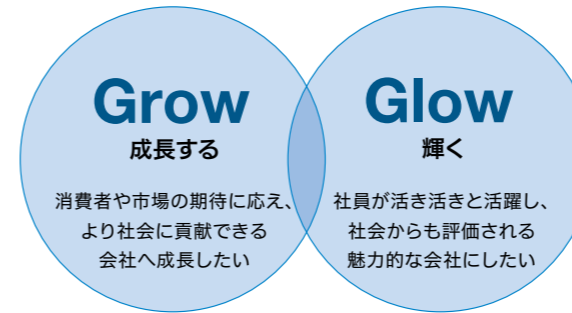 Grow
成長する
消費者や市場の期待に応え、
より社会に貢献できる
会社へ成長したい
Glow
輝く
社員が活き活きと活躍し、
社会からも評価される
魅力的な会社にしたい